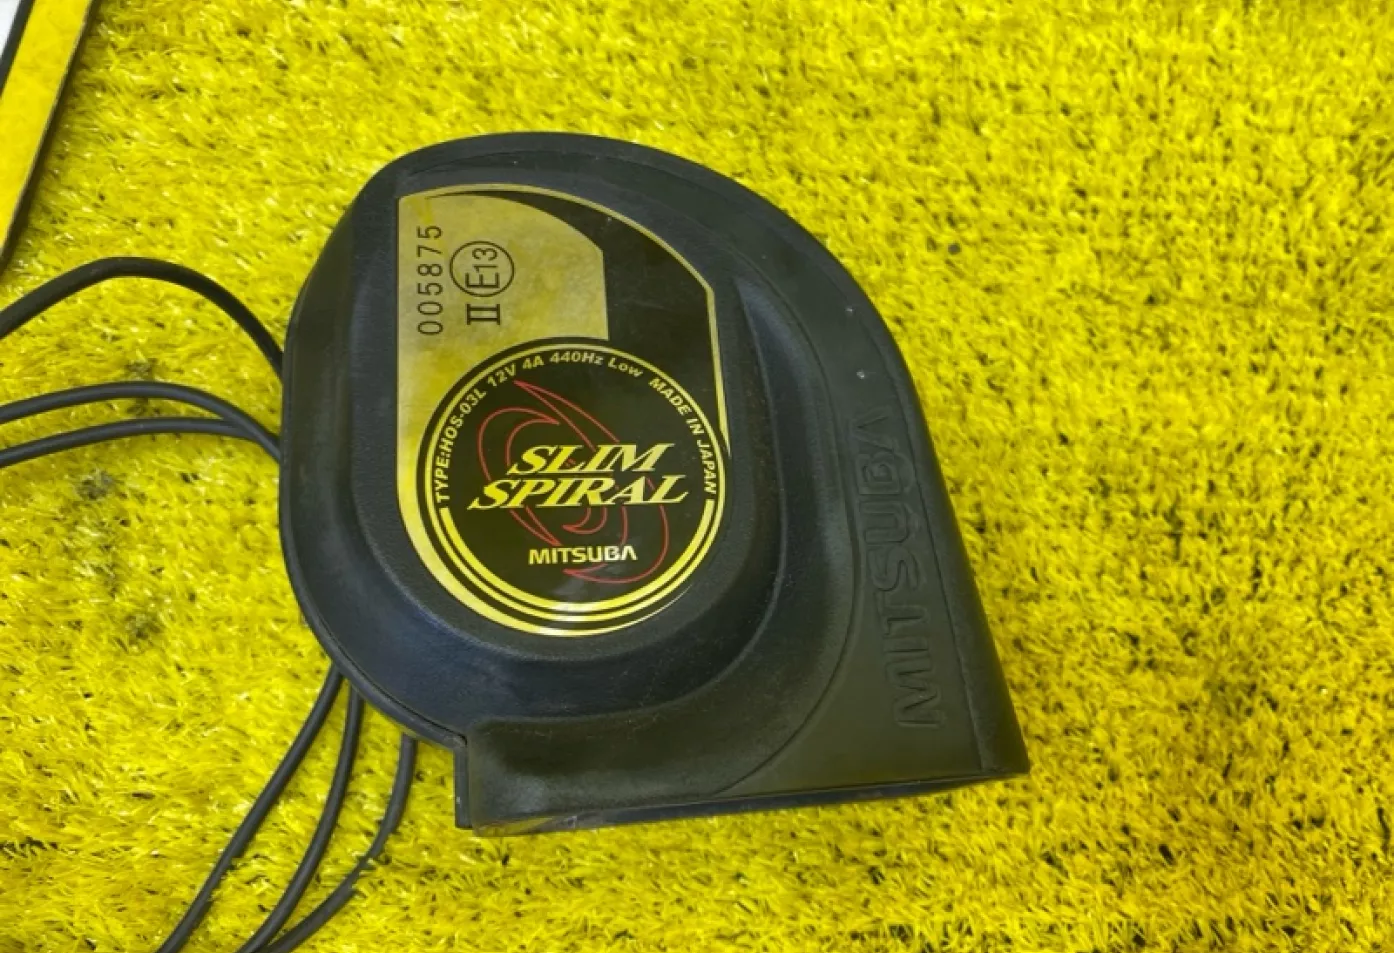 005875
II E13
TYPE:HOS-03L 12V 4A 440Hz Low MADE IN JAPAN
SLIM
SPIRAL
MITSUBA
MITSUBA